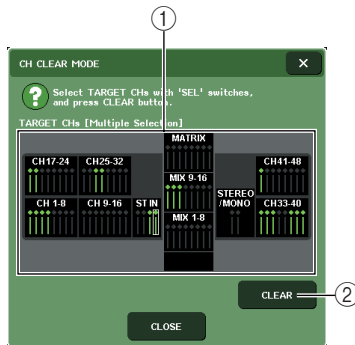 1
CH CLEAR MODE
×
? Select TARGET CHs with 'SEL' switches,
and press CLEAR button.
TARGET CHs [Multiple Selection]
MATRIX
CH17-24 CH25-32 MIX 9-16 CH41-48
CH 1-8 CH 9-16 ST IN MIX 1-8 STEREO
/MONO CH33-40
CLEAR 2
CLOSE